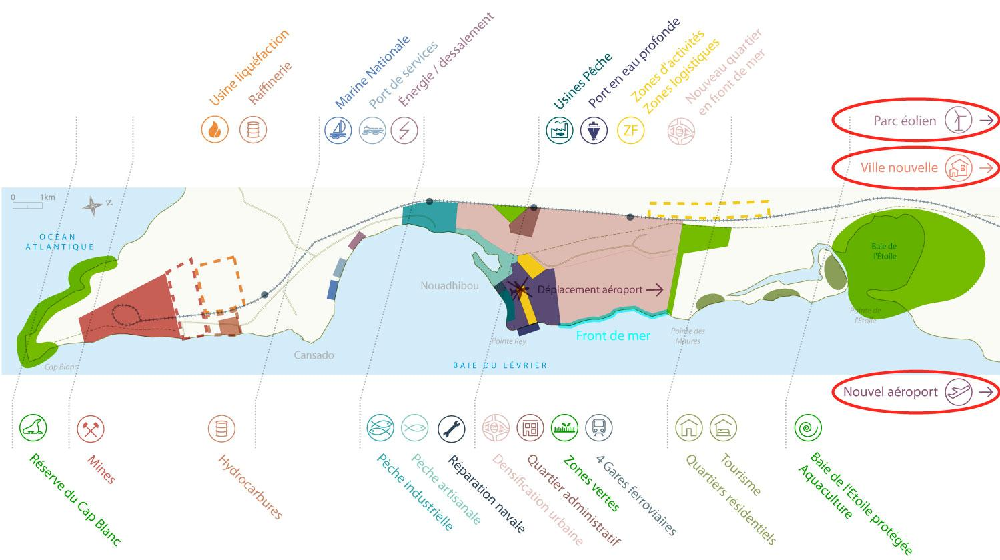 Usine liquéfaction
Raffinerie
Marine Nationale
Port de services
Énergie / dessalement
Usines Pêche
Port en eau profonde
Zones d'activités
Zones logistiques
Nouveau quartier
en front de mer
ZF
Parc éolien
Ville nouvelle
0 1km
N
OCÉAN
ATLANTIQUE
Baie de
l'Étoile
Nouadhibou
Déplacement aéroport
Front de mer
Pointe de
l'Etoile
Pointe des
Maures
Pointe Rey
Cansado
Cap Blanc
BAIE DU LÉVRIER
Nouvel aéroport
Réserve du Cap Blanc
Mines
Hydrocarbures
Pèche industrielle
Pèche artisanale
Réparation navale
Densification urbaine
Quartier administratif
Zones vertes
4 Gares ferroviaires
Quartiers résidentiels
Tourisme
Baie de l'Etoile protégée
Aquaculture